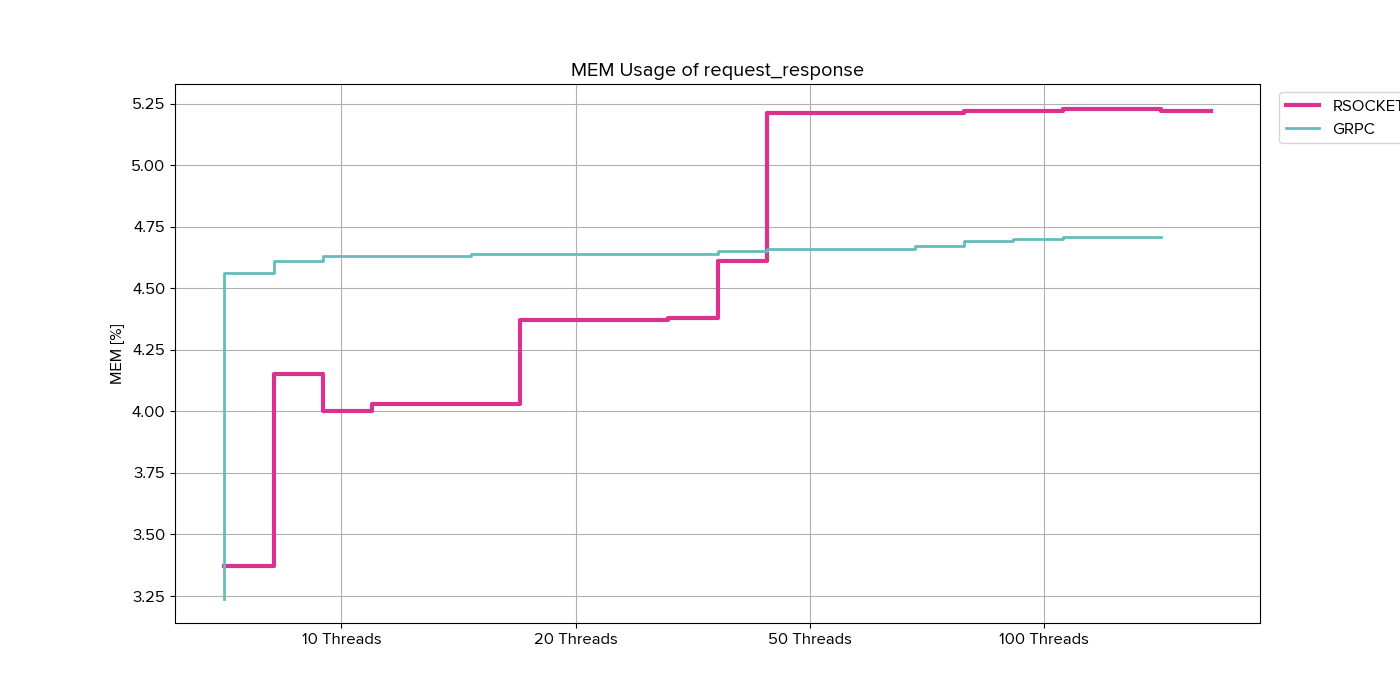 MEM Usage of request_response
RSOCKET
GRPC
MEM [%]
5.25
5.00
4.75
4.50
4.25
4.00
3.75
3.50
3.25
10 Threads
20 Threads
50 Threads
100 Threads